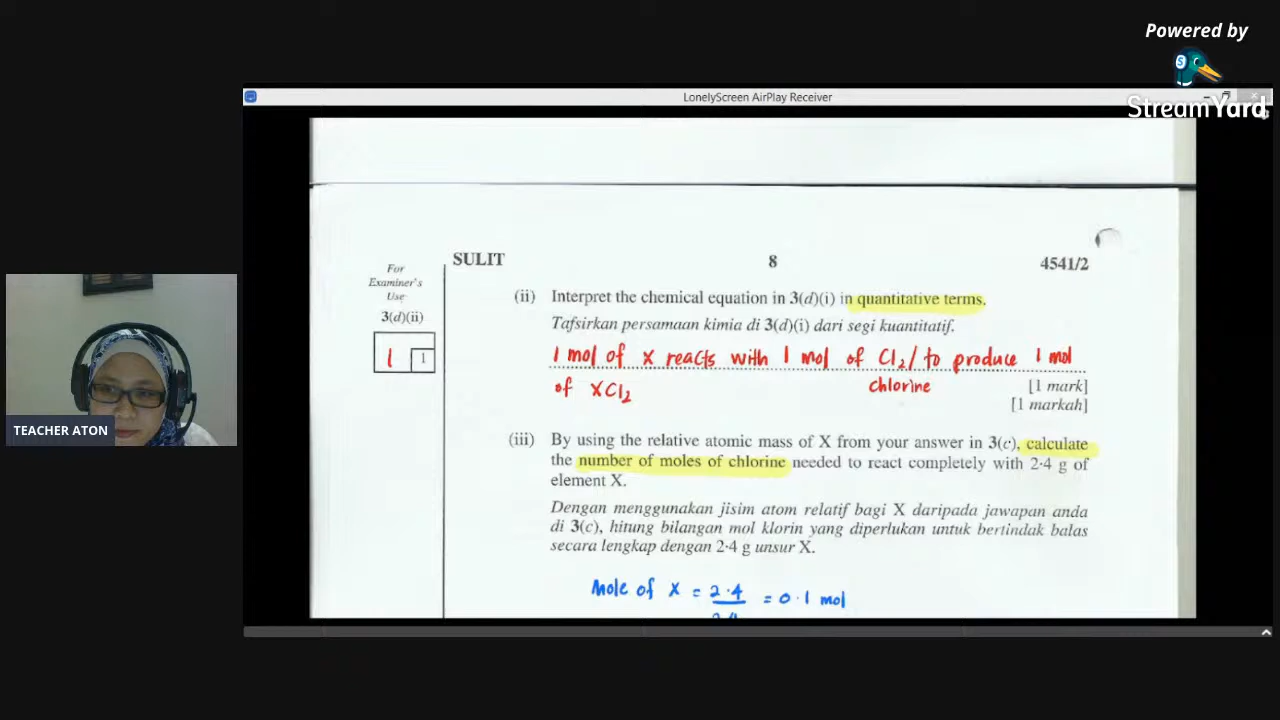 Powered by
StreamYard
LonelyScreen AirPlay Receiver
For
Examiner's
Use
3(d)(ii)
1
1
SULIT
8
4541/2
(ii) Interpret the chemical equation in 3(d)(i) in quantitative terms.
Tafsirkan persamaan kimia di 3(d)(i) dari segi kuantitatif.
1 mol of X reacts with 1 mol of Cl2 / to produce 1 mol
of XCl2
chlorine
[1 mark]
[1 markah]
(iii) By using the relative atomic mass of X from your answer in 3(c), calculate
the number of moles of chlorine needed to react completely with 2·4 g of
element X.
Dengan menggunakan jisim atom relatif bagi X daripada jawapan anda
di 3(c), hitung bilangan mol klorin yang diperlukan untuk bertindak balas
secara lengkap dengan 2·4 g unsur X.
Mole of X = 2.4 = 0.1 mol
TEACHER ATON